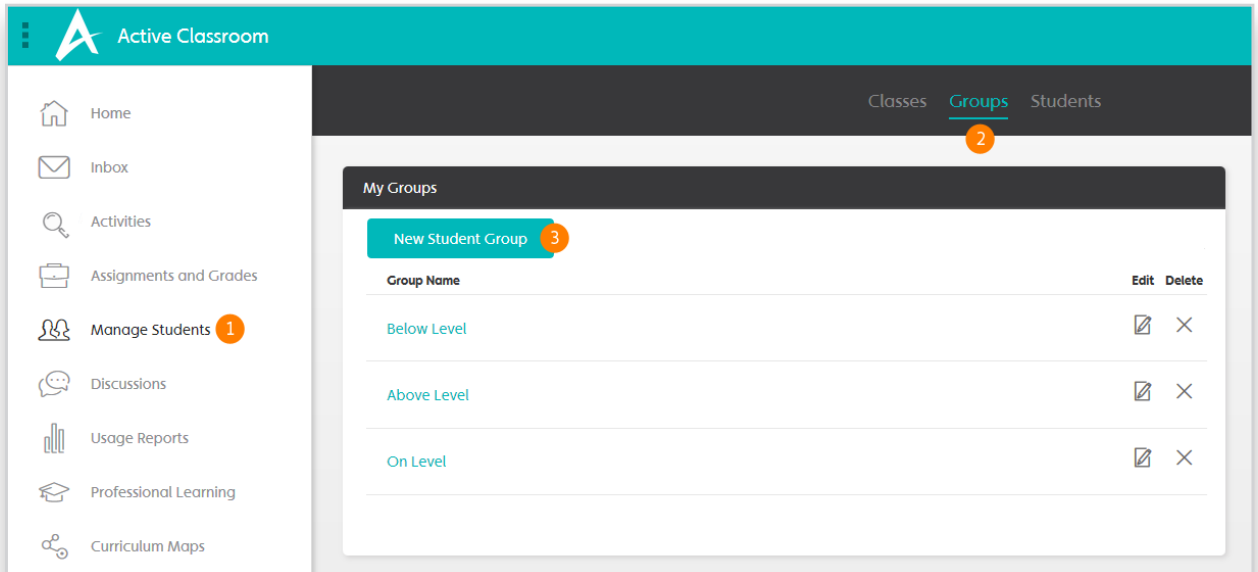 Active Classroom
Home
Inbox
Activities
Assignments and Grades
Manage Students 1
Discussions
Usage Reports
Professional Learning
Curriculum Maps
Classes Groups Students
2
My Groups
New Student Group 3
Group Name Edit Delete
Below Level
Above Level
On Level